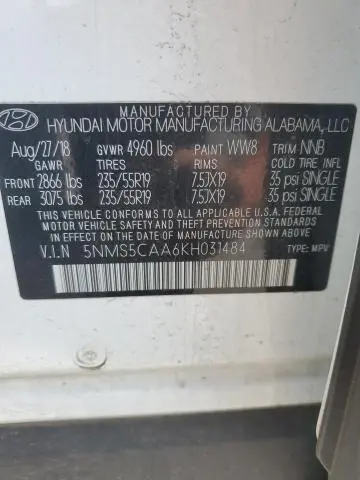 MANUFACTURED BY
HYUNDAI MOTOR MANUFACTURING ALABAMA, LLC
Aug/27/18 GVWR 4960 lbs PAINT WW8 TRIM NNB
GAWR TIRES RIMS COLD TIRE INFL
FRONT 2866 lbs 235/55R19 7.5JX19 35 psi SINGLE
REAR 3075 lbs 235/55R19 7.5JX19 35 psi SINGLE
THIS VEHICLE CONFORMS TO ALL APPLICABLE U.S.A. FEDERAL
MOTOR VEHICLE SAFETY, BUMPER, AND THEFT PREVENTION STANDARDS
IN EFFECT ON THE DATE OF MANUFACTURE SHOWN ABOVE.
V.I.N 5NMS5CAA6KH031484 TYPE: MPV